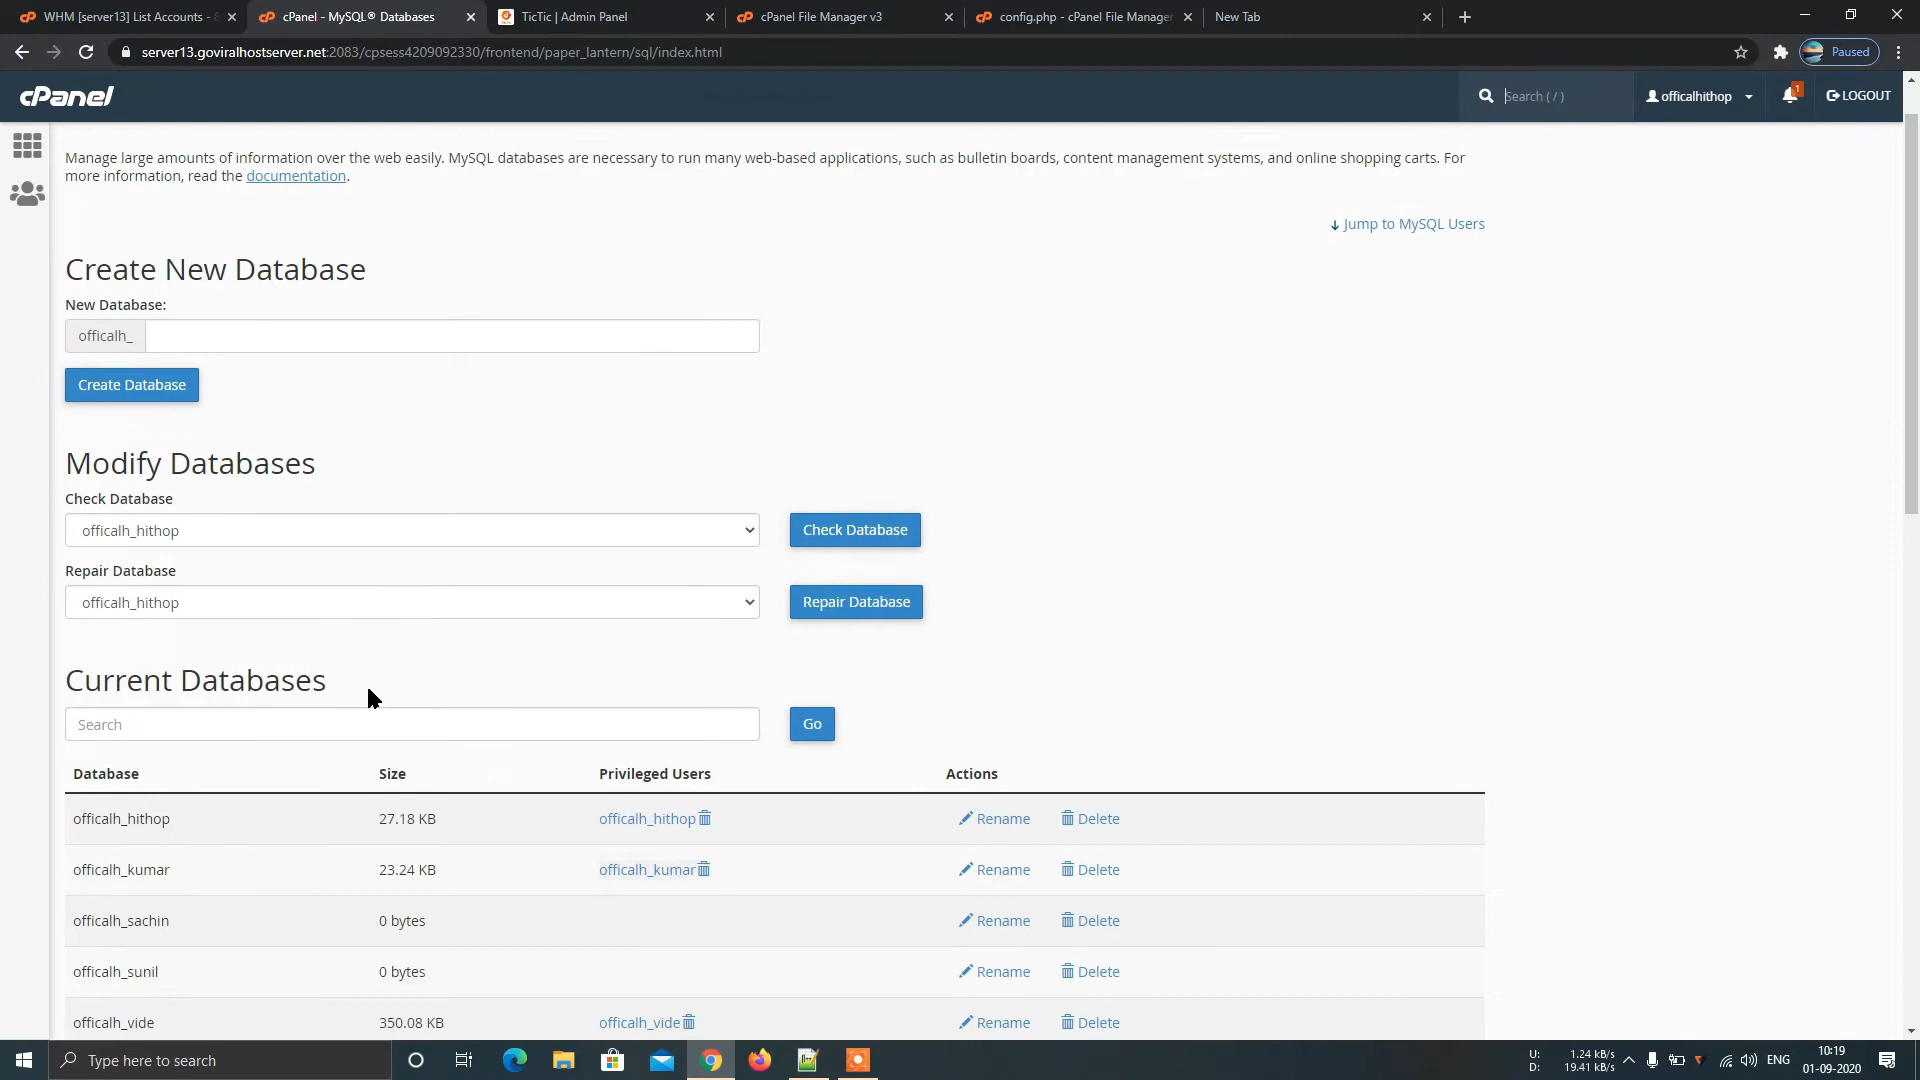 WHM [server13] List Accounts - 8
cPanel - MySQL® Databases
TicTic | Admin Panel
cPanel File Manager v3
config.php - cPanel File Manager
New Tab
server13.goviralhostserver.net:2083/cpsess4209092330/frontend/paper_lantern/sql/index.html
Paused
cPanel
Search ( / )
officalhithop
1
LOGOUT
Manage large amounts of information over the web easily. MySQL databases are necessary to run many web-based applications, such as bulletin boards, content management systems, and online shopping carts. For
more information, read the documentation.
Jump to MySQL Users
Create New Database
New Database:
officalh_
Create Database
Modify Databases
Check Database
officalh_hithop
Check Database
Repair Database
officalh_hithop
Repair Database
Current Databases
Search
Go
Database Size Privileged Users Actions
officalh_hithop 27.18 KB officalh_hithop Rename Delete
officalh_kumar 23.24 KB officalh_kumar Rename Delete
officalh_sachin 0 bytes Rename Delete
officalh_sunil 0 bytes Rename Delete
officalh_vide 350.08 KB officalh_vide Rename Delete
Type here to search
U: 1.24 kB/s
D: 19.41 kB/s
ENG
10:19
01-09-2020